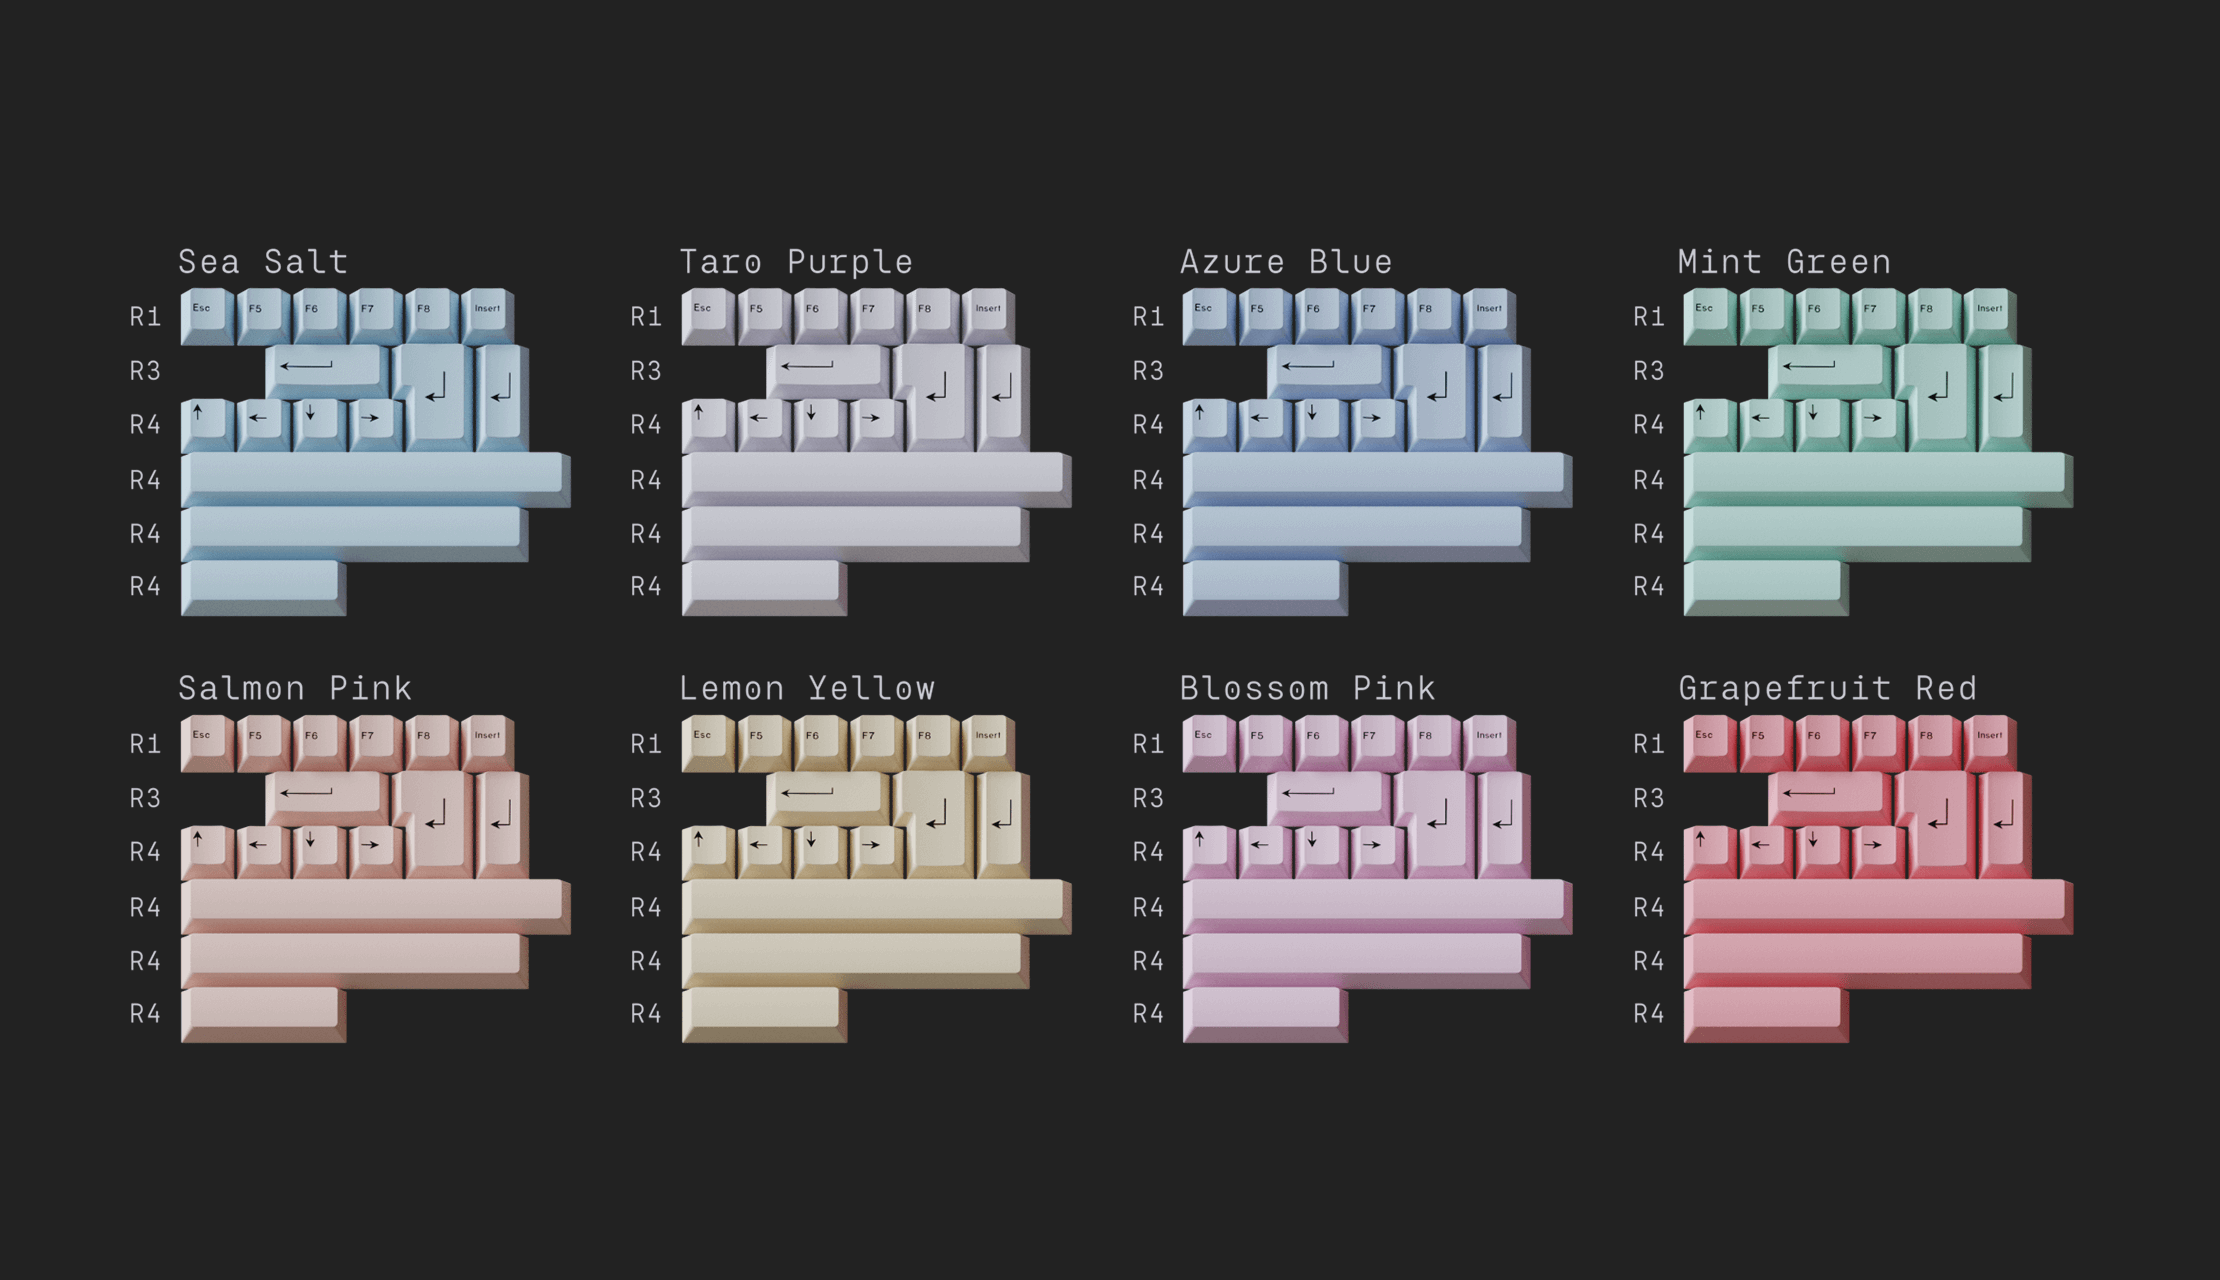 Sea Salt
R1 Esc F5 F6 F7 F8 Insert
R3 ←
R4 ↑ ← ↓ → ↵ ↵
R4
R4
R4
Taro Purple
R1 Esc F5 F6 F7 F8 Insert
R3 ←
R4 ↑ ← ↓ → ↵ ↵
R4
R4
R4
Azure Blue
R1 Esc F5 F6 F7 F8 Insert
R3 ←
R4 ↑ ← ↓ → ↵ ↵
R4
R4
R4
Mint Green
R1 Esc F5 F6 F7 F8 Insert
R3 ←
R4 ↑ ← ↓ → ↵ ↵
R4
R4
R4
Salmon Pink
R1 Esc F5 F6 F7 F8 Insert
R3 ←
R4 ↑ ← ↓ → ↵ ↵
R4
R4
R4
Lemon Yellow
R1 Esc F5 F6 F7 F8 Insert
R3 ←
R4 ↑ ← ↓ → ↵ ↵
R4
R4
R4
Blossom Pink
R1 Esc F5 F6 F7 F8 Insert
R3 ←
R4 ↑ ← ↓ → ↵ ↵
R4
R4
R4
Grapefruit Red
R1 Esc F5 F6 F7 F8 Insert
R3 ←
R4 ↑ ← ↓ → ↵ ↵
R4
R4
R4